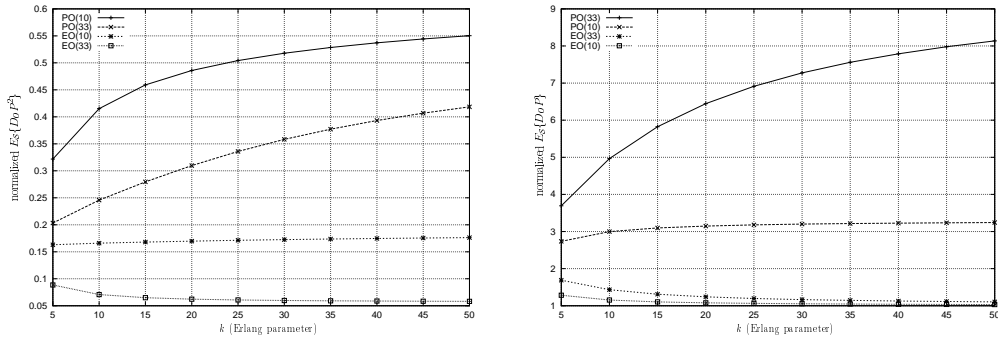 normalized E_S{DoP²}
0.6
0.55
0.5
0.45
0.4
0.35
0.3
0.25
0.2
0.15
0.1
0.05
PO(10)
PO(33)
EO(10)
EO(33)
5 10 15 20 25 30 35 40 45 50
k (Erlang parameter)
normalized E_S{DoP}
9
8
7
6
5
4
3
2
1
PO(33)
PO(10)
EO(33)
EO(10)
5 10 15 20 25 30 35 40 45 50
k (Erlang parameter)